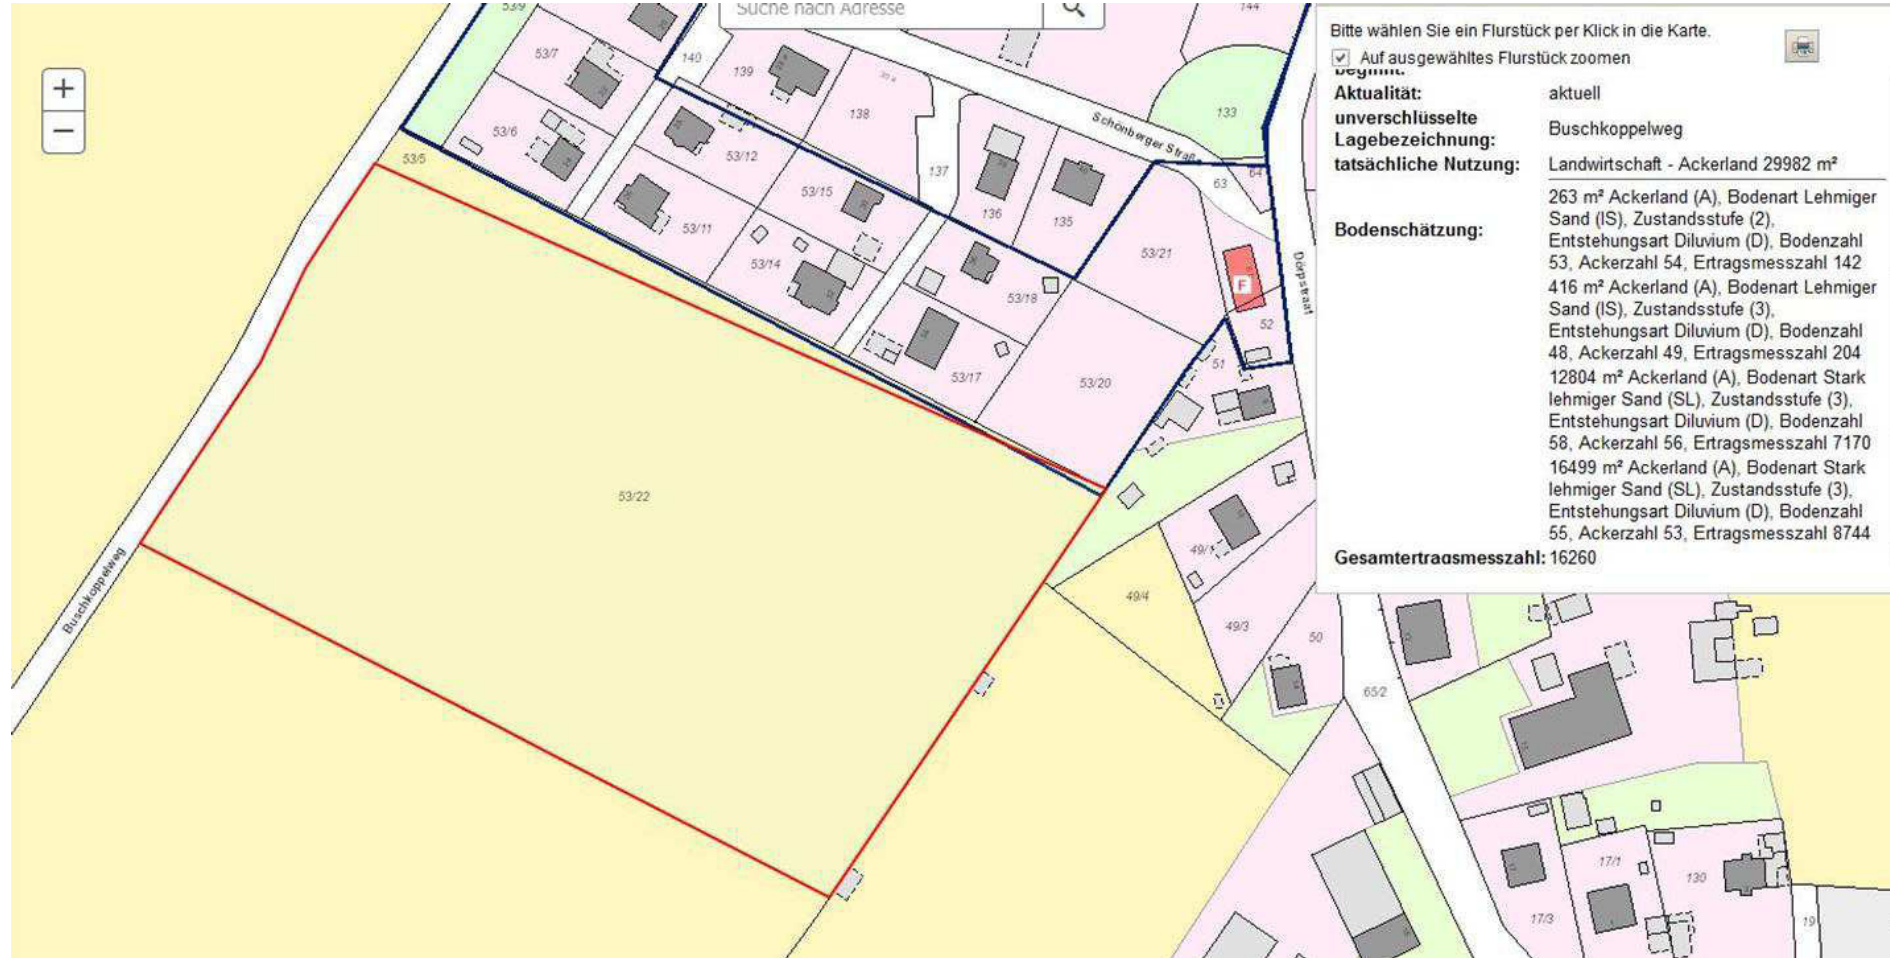 Suche nach Adresse
+
−
Bitte wählen Sie ein Flurstück per Klick in die Karte.
Auf ausgewähltes Flurstück zoomen
beginnt:
Aktualität: aktuell
unverschlüsselte
Lagebezeichnung: Buschkoppelweg
tatsächliche Nutzung: Landwirtschaft - Ackerland 29982 m²
Bodenschätzung:
263 m² Ackerland (A), Bodenart Lehmiger
Sand (lS), Zustandsstufe (2),
Entstehungsart Diluvium (D), Bodenzahl
53, Ackerzahl 54, Ertragsmesszahl 142
416 m² Ackerland (A), Bodenart Lehmiger
Sand (lS), Zustandsstufe (3),
Entstehungsart Diluvium (D), Bodenzahl
48, Ackerzahl 49, Ertragsmesszahl 204
12804 m² Ackerland (A), Bodenart Stark
lehmiger Sand (SL), Zustandsstufe (3),
Entstehungsart Diluvium (D), Bodenzahl
58, Ackerzahl 56, Ertragsmesszahl 7170
16499 m² Ackerland (A), Bodenart Stark
lehmiger Sand (SL), Zustandsstufe (3),
Entstehungsart Diluvium (D), Bodenzahl
55, Ackerzahl 53, Ertragsmesszahl 8744
Gesamtertragsmesszahl: 16260
53/9
144
53/7
140
139
138
133
53/6
Schönberger Straße
53/5
53/12
137
53/15
63
64
136
135
53/11
53/21
53/14
Dörpstraat
F
53/18
52
51
53/17
53/20
53/22
49/1
Buschkoppelweg
49/4
49/3
50
65/2
17/1
130
17/3
19